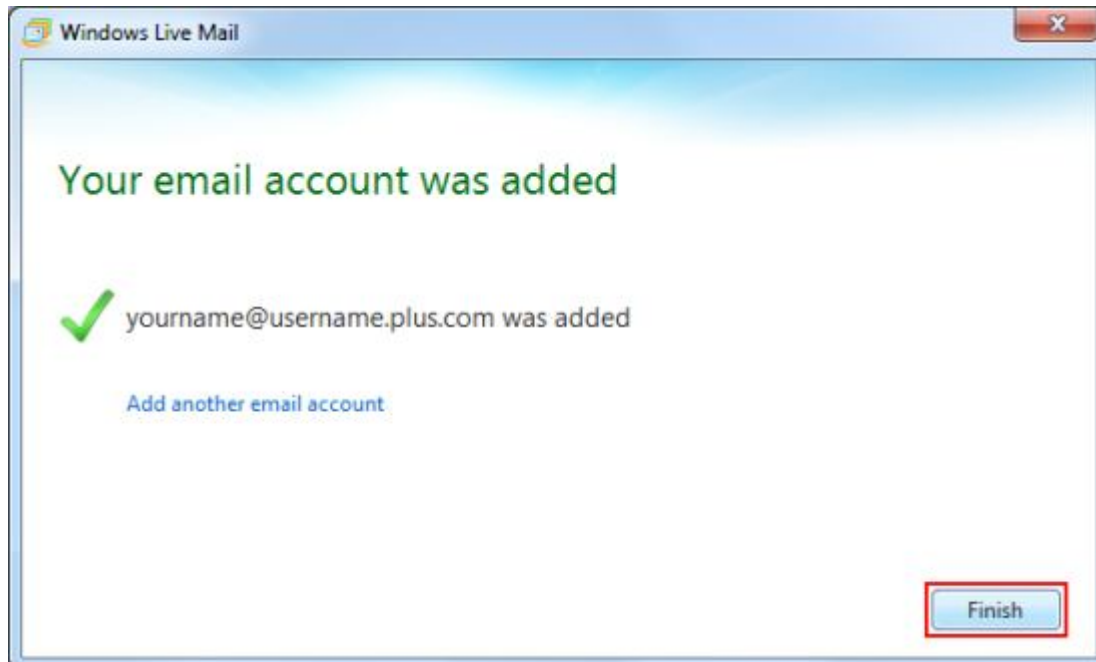 Windows Live Mail
Your email account was added
yourname@username.plus.com was added
Add another email account
Finish